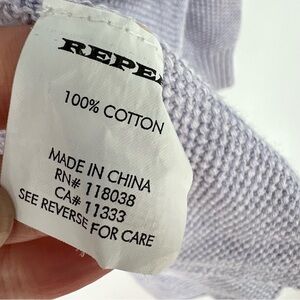 REPEA
100% COTTON
MADE IN CHINA
RN# 118038
CA# 11333
SEE REVERSE FOR CARE